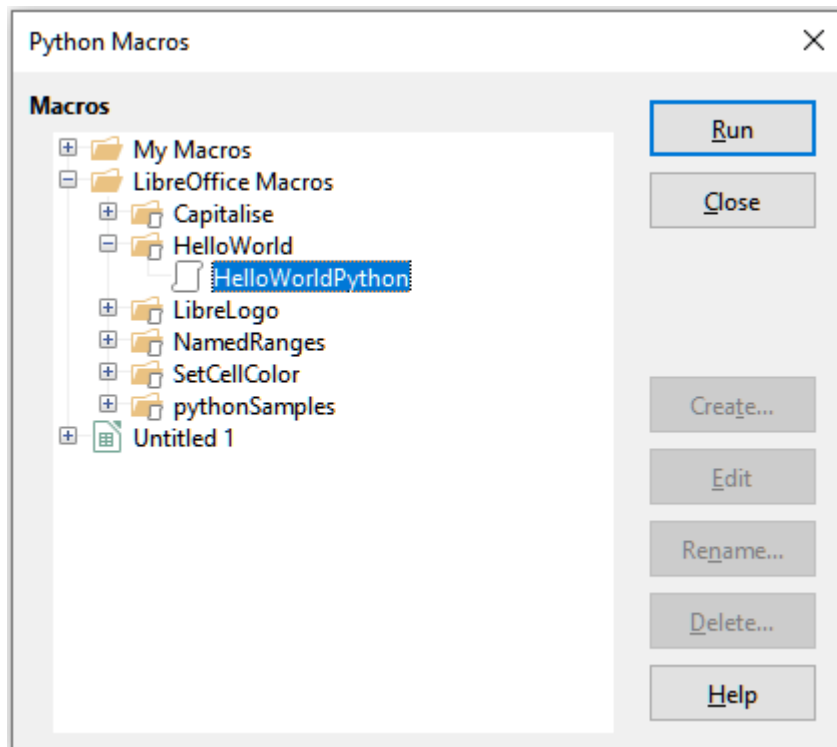 Python Macros
Macros
My Macros
LibreOffice Macros
Capitalise
HelloWorld
HelloWorldPython
LibreLogo
NamedRanges
SetCellColor
pythonSamples
Untitled 1
Run
Close
Create...
Edit
Rename...
Delete...
Help